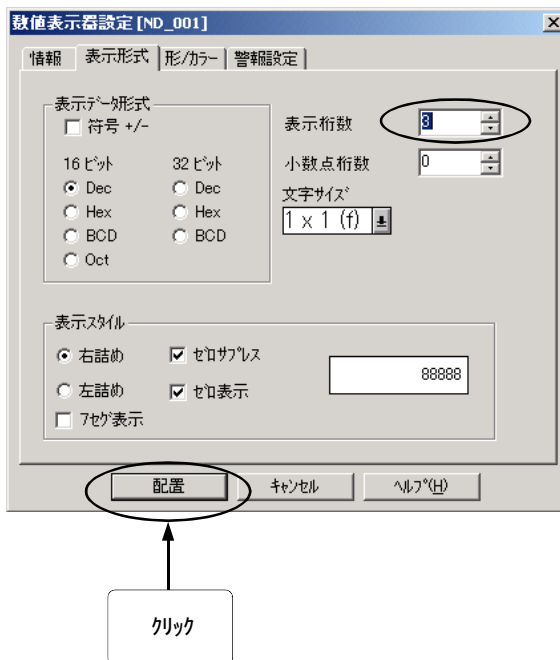 数値表示器設定 [ND_001]
情報 表示形式 形/ｶﾗｰ 警報設定
表示ﾃﾞｰﾀ形式
符号 +/-
16 ﾋﾞｯﾄ 32 ﾋﾞｯﾄ
Dec Dec
Hex Hex
BCD BCD
Oct
表示桁数 3
小数点桁数 0
文字ｻｲｽﾞ
1 x 1 (f)
表示ｽﾀｲﾙ
右詰め ｾﾞﾛｻﾌﾟﾚｽ
左詰め ｾﾞﾛ表示
7ｾｸﾞ表示
88888
配置 ｷｬﾝｾﾙ ﾍﾙﾌﾟ(H)
ｸﾘｯｸ